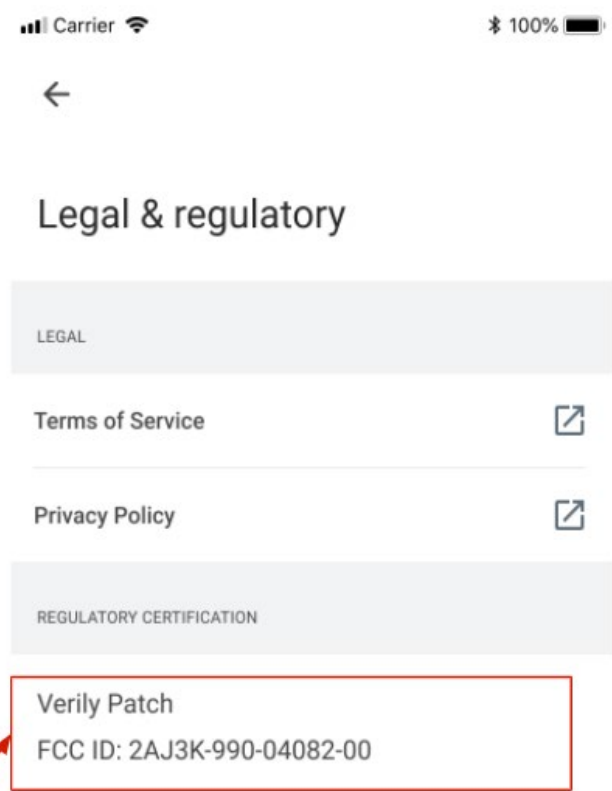 Carrier 100%
Legal & regulatory
LEGAL
Terms of Service
Privacy Policy
REGULATORY CERTIFICATION
Verily Patch
FCC ID: 2AJ3K-990-04082-00